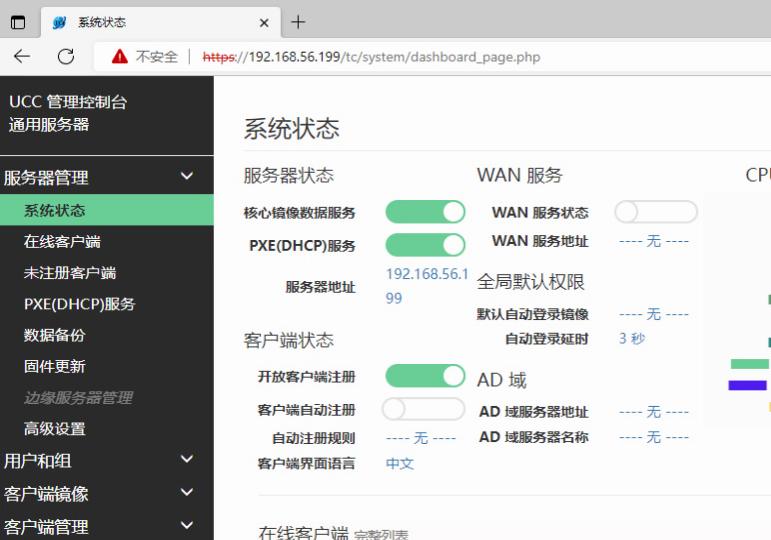 系统状态
不安全
https://192.168.56.199/tc/system/dashboard_page.php
UCC 管理控制台
通用服务器
服务器管理
系统状态
在线客户端
未注册客户端
PXE(DHCP)服务
数据备份
固件更新
边缘服务器管理
高级设置
用户和组
客户端镜像
客户端管理
系统状态
服务器状态
核心镜像数据服务
PXE(DHCP)服务
服务器地址 192.168.56.1
99
客户端状态
开放客户端注册
客户端自动注册
自动注册规则 ---- 无 ----
客户端界面语言 中文
WAN 服务
WAN 服务状态
WAN 服务地址 ---- 无 ----
全局默认权限
默认自动登录镜像 ---- 无 ----
自动登录延时 3 秒
AD 域
AD 域服务器地址 ---- 无 ----
AD 域服务器名称 ---- 无 ----
CPU
在线客户端 完整列表